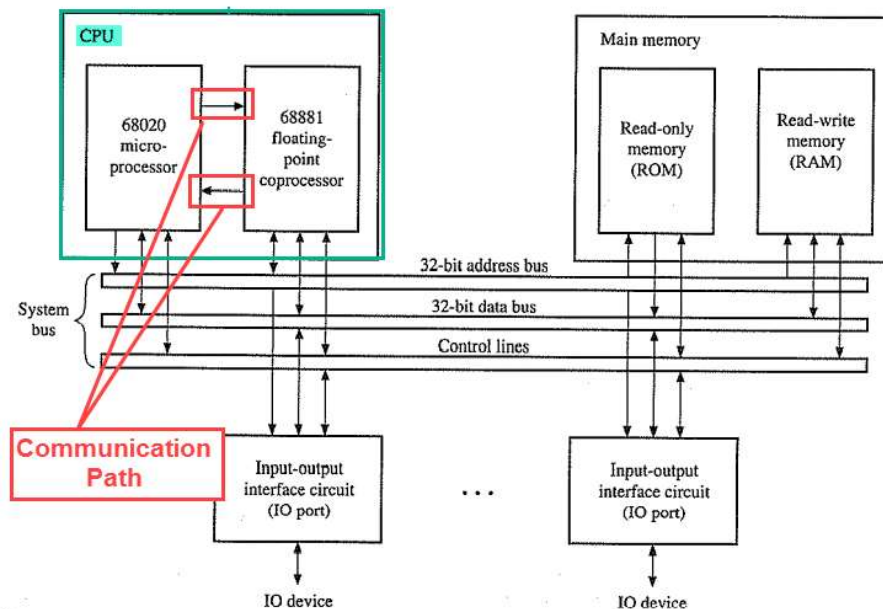 CPU
68020
micro-
processor
68881
floating-
point
coprocessor
Main memory
Read-only
memory
(ROM)
Read-write
memory
(RAM)
32-bit address bus
System
bus
32-bit data bus
Control lines
Communication
Path
Input-output
interface circuit
(IO port)
...
Input-output
interface circuit
(IO port)
IO device
IO device